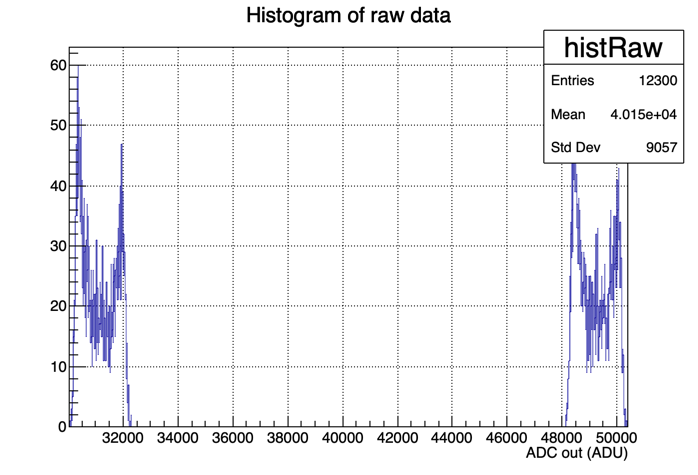 Histogram of raw data
histRaw
Entries 12300
Mean 4.015e+04
Std Dev 9057
60
50
40
30
20
10
0
32000 34000 36000 38000 40000 42000 44000 46000 48000 50000
ADC out (ADU)